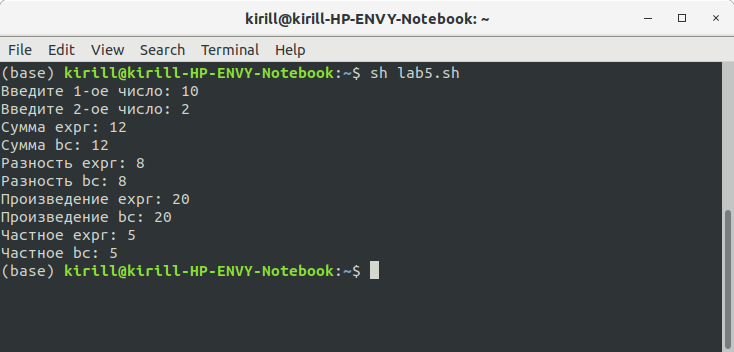 kirill@kirill-HP-ENVY-Notebook: ~
File Edit View Search Terminal Help
(base) kirill@kirill-HP-ENVY-Notebook:~$ sh lab5.sh
Введите 1-ое число: 10
Введите 2-ое число: 2
Сумма expr: 12
Сумма bc: 12
Разность expr: 8
Разность bc: 8
Произведение expr: 20
Произведение bc: 20
Частное expr: 5
Частное bc: 5
(base) kirill@kirill-HP-ENVY-Notebook:~$